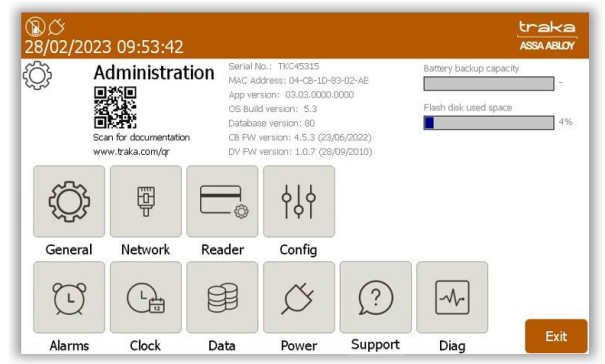 traka
28/02/2023 09:53:42
ASSA ABLOY
Administration
Scan for documentation
www.traka.com/qr
Serial No.: TKC45315
MAC Address: 04-CB-1D-83-02-AE
App version: 03.03.0000.0000
OS Build version: 5.3
Database version: 80
CB FW version: 4.5.3 (23/06/2022)
DV FW version: 1.0.7 (28/09/2010)
Battery backup capacity
-
Flash disk used space
4%
General
Network
Reader
Config
Alarms
Clock
Data
Power
Support
Diag
Exit